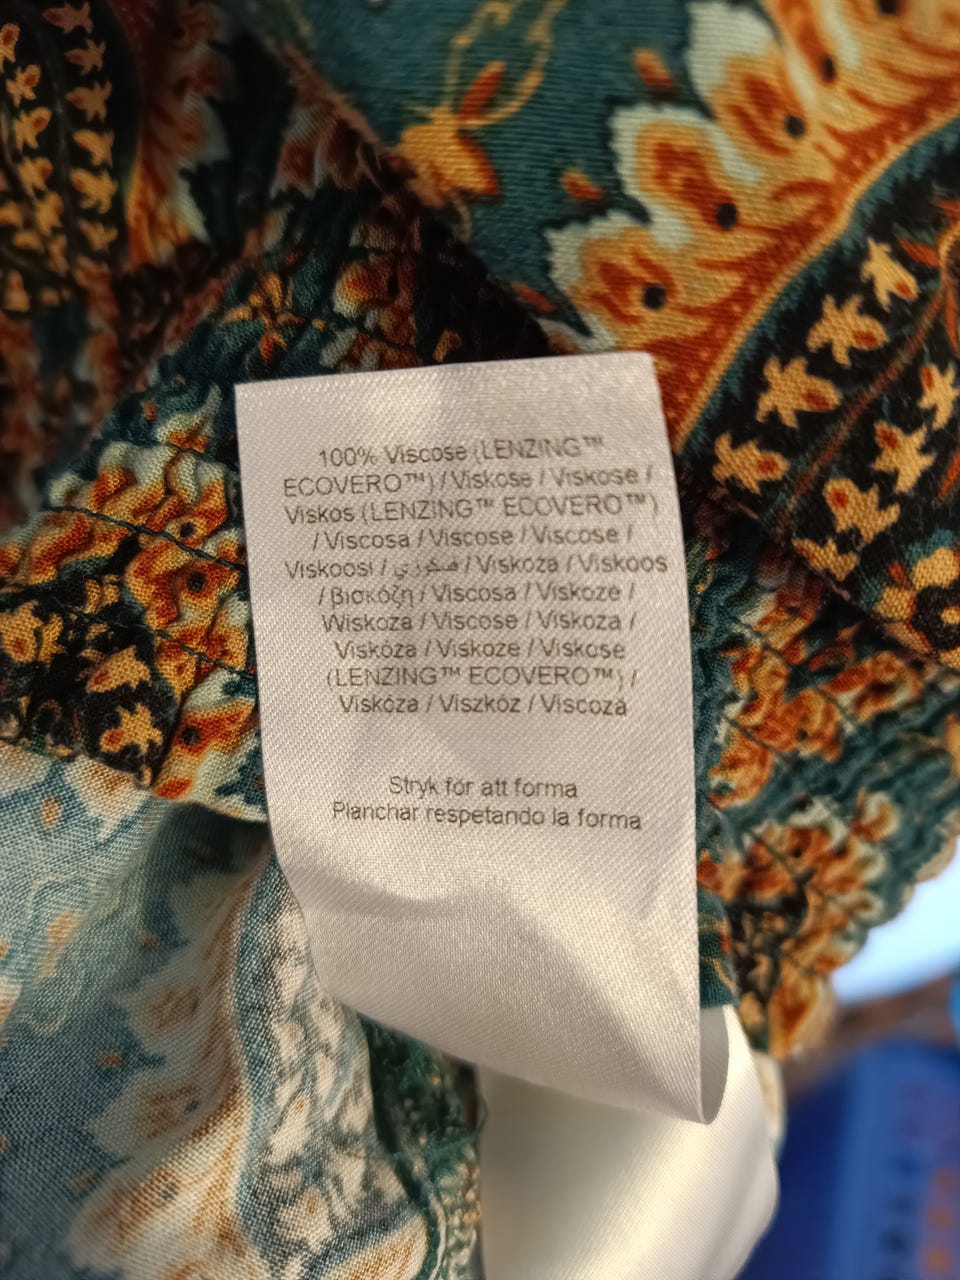 100% Viscose (LENZING™
ECOVERO™) / Viskose / Viskose /
Viskos (LENZING™ ECOVERO™)
/ Viscosa / Viscose / Viscose /
Viskoosi / / Viskoza / Viskoos
/ βισκόζη / Viscosa / Viskoze /
Wiskoza / Viscose / Viskoza /
Viskóza / Viskoze / Viskose
(LENZING™ ECOVERO™) /
Viskóza / Viszkóz / Viscoză
Stryk för att forma
Planchar respetando la forma